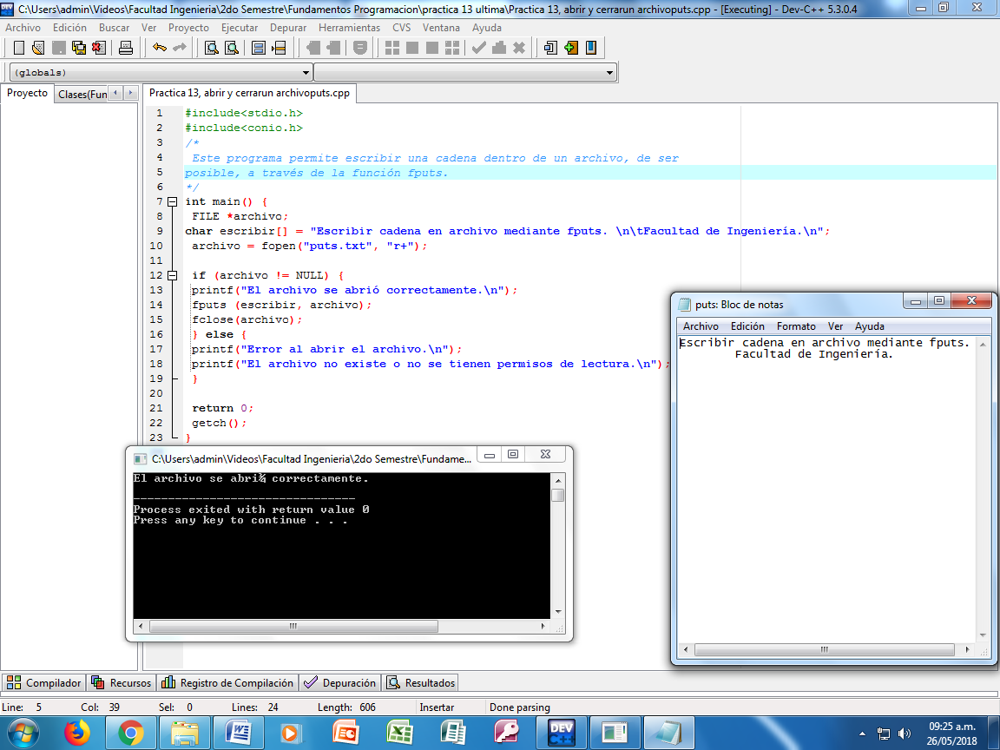 C:\Users\admin\Videos\Facultad Ingenieria\2do Semestre\Fundamentos Programacion\practica 13 ultima\Practica 13, abrir y cerrarun archivoputs.cpp - [Executing] - Dev-C++ 5.3.0.4
Archivo Edición Buscar Ver Proyecto Ejecutar Depurar Herramientas CVS Ventana Ayuda
(globals)
Proyecto Clases(Fun
Practica 13, abrir y cerrarun archivoputs.cpp
1 #include<stdio.h>
2 #include<conio.h>
3 /*
4 Este programa permite escribir una cadena dentro de un archivo, de ser
5 posible, a través de la función fputs.
6 */
7 int main() {
8 FILE *archivo;
9 char escribir[] = "Escribir cadena en archivo mediante fputs. \n\tFacultad de Ingeniería.\n";
10 archivo = fopen("puts.txt", "r+");
11
12 if (archivo != NULL) {
13 printf("El archivo se abrió correctamente.\n");
14 fputs (escribir, archivo);
15 fclose(archivo);
16 } else {
17 printf("Error al abrir el archivo.\n");
18 printf("El archivo no existe o no se tienen permisos de lectura.\n");
19 }
20
21 return 0;
22 getch();
23 }
puts: Bloc de notas
Archivo Edición Formato Ver Ayuda
Escribir cadena en archivo mediante fputs.
Facultad de Ingeniería.
C:\Users\admin\Videos\Facultad Ingenieria\2do Semestre\Fundame...
El archivo se abri¾ correctamente.
--------------------------------
Process exited with return value 0
Press any key to continue . . .
Compilador Recursos Registro de Compilación Depuración Resultados
Line: 5 Col: 39 Sel: 0 Lines: 24 Length: 606 Insertar Done parsing
DEV C++
09:25 a.m.
26/05/2018